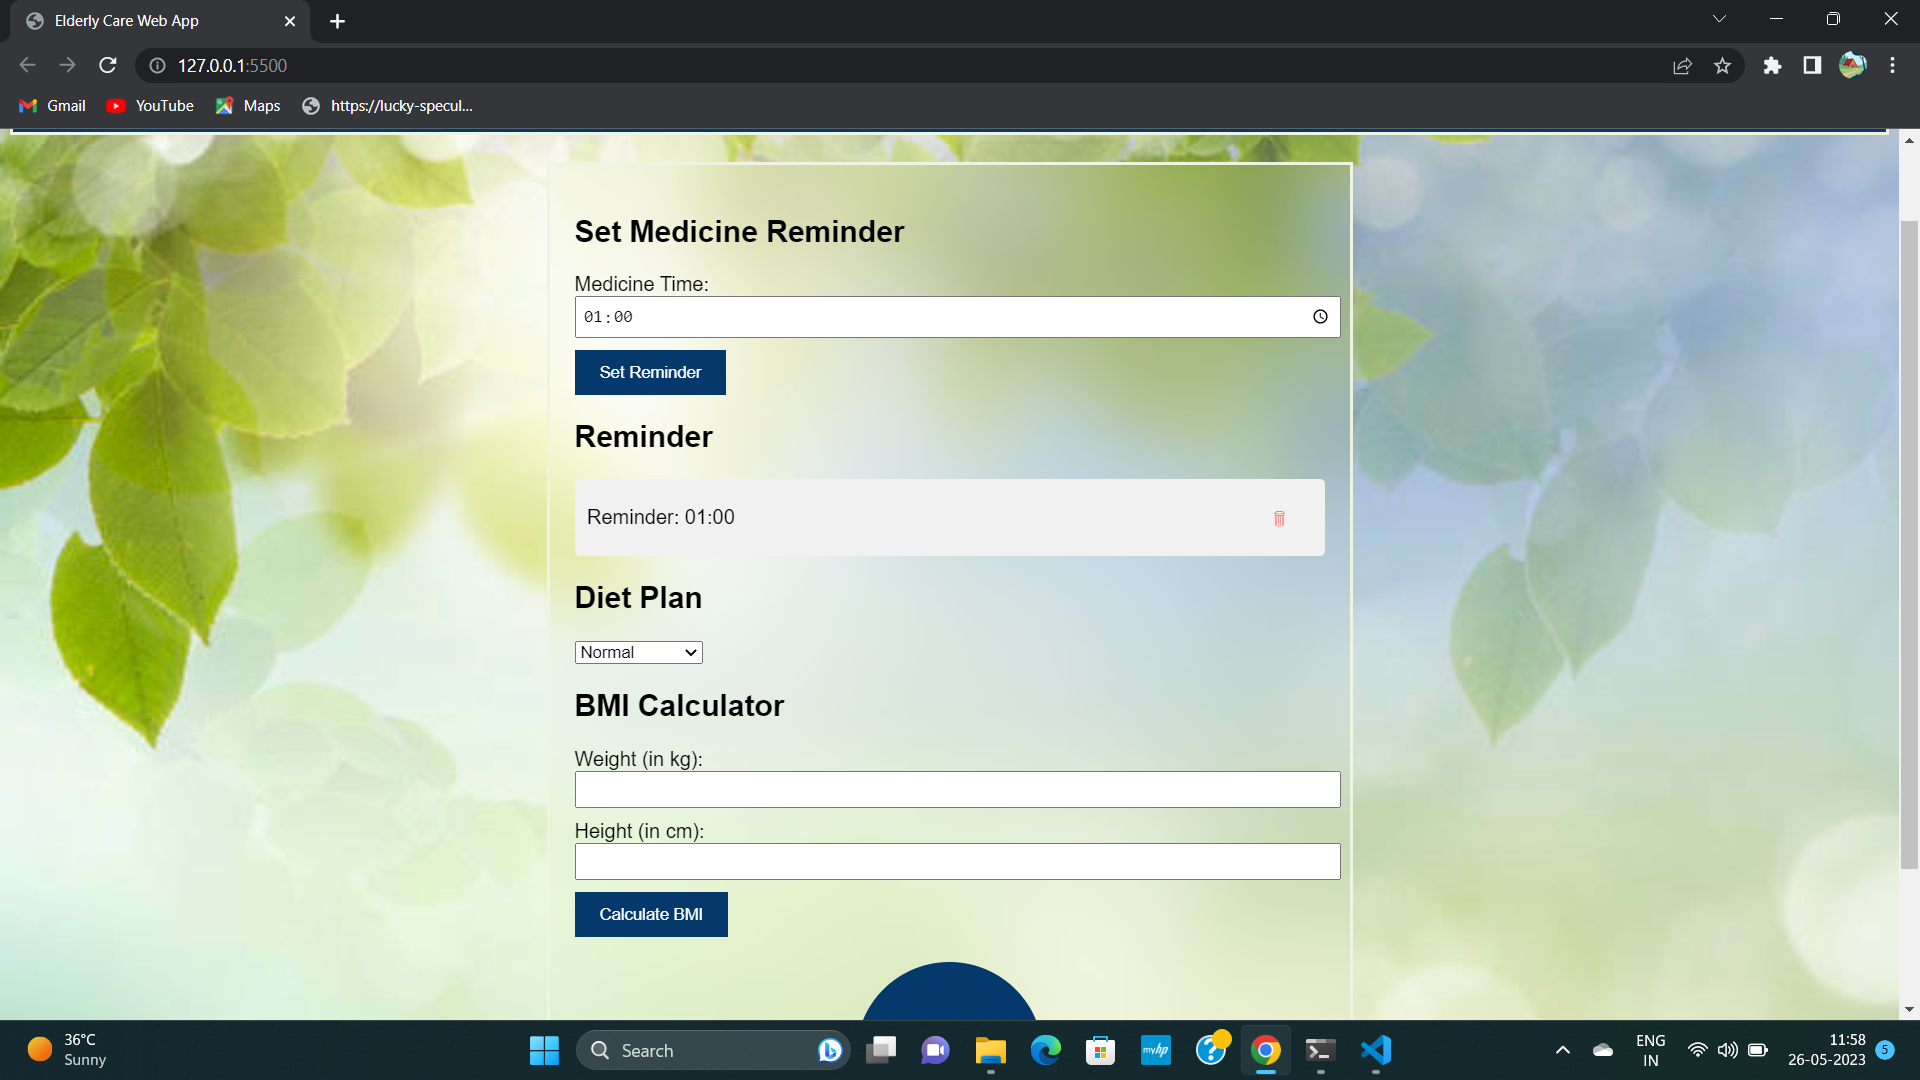 Elderly Care Web App
127.0.0.1:5500
Gmail
YouTube
Maps
https://lucky-specul...
Set Medicine Reminder
Medicine Time:
01:00
Set Reminder
Reminder
Reminder: 01:00
Diet Plan
Normal
BMI Calculator
Weight (in kg):
Height (in cm):
Calculate BMI
36°C
Sunny
Search
myhp
ENG
IN
11:58
26-05-2023
5